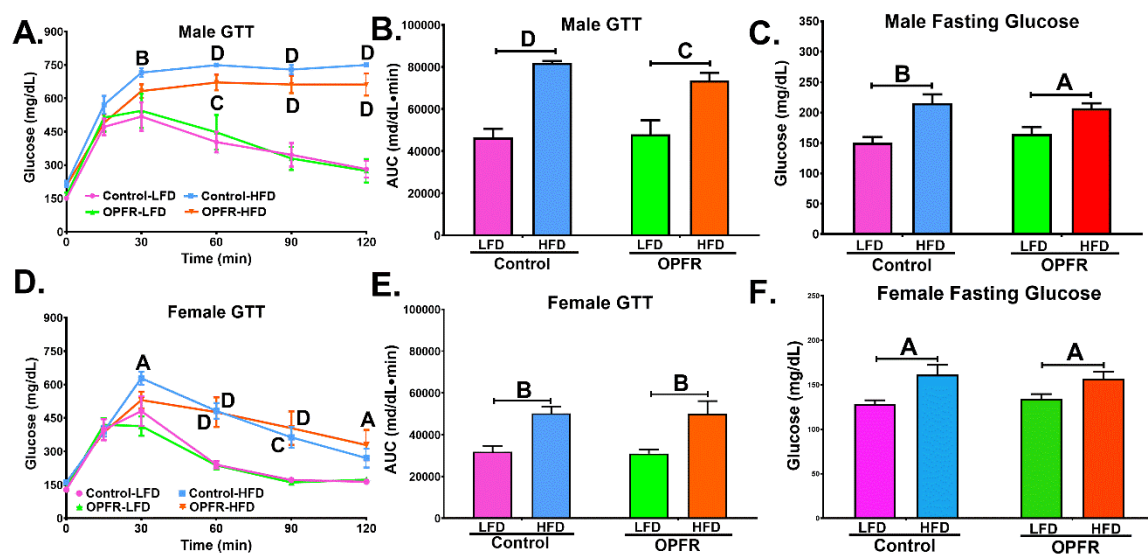 A.
Male GTT
Glucose (mg/dL)
900
750
600
450
300
150
0
30
60
90
120
Time (min)
B
D
D
D
C
D
D
Control-LFD
Control-HFD
OPFR-LFD
OPFR-HFD
B.
Male GTT
AUC (md/dL•min)
100000
80000
60000
40000
20000
0
D
C
LFD HFD LFD HFD
Control OPFR
C.
Male Fasting Glucose
Glucose (mg/dL)
350
300
250
200
150
100
50
0
B
A
LFD HFD LFD HFD
Control OPFR
D.
Female GTT
Glucose (mg/dL)
900
750
600
450
300
150
0
30
60
90
120
Time (min)
A
D
D
D
C
A
Control-LFD
Control-HFD
OPFR-LFD
OPFR-HFD
E.
Female GTT
AUC (md/dL•min)
100000
80000
60000
40000
20000
0
B
B
LFD HFD LFD HFD
Control OPFR
F.
Female Fasting Glucose
Glucose (mg/dL)
250
200
150
100
50
0
A
A
LFD HFD LFD HFD
Control OPFR